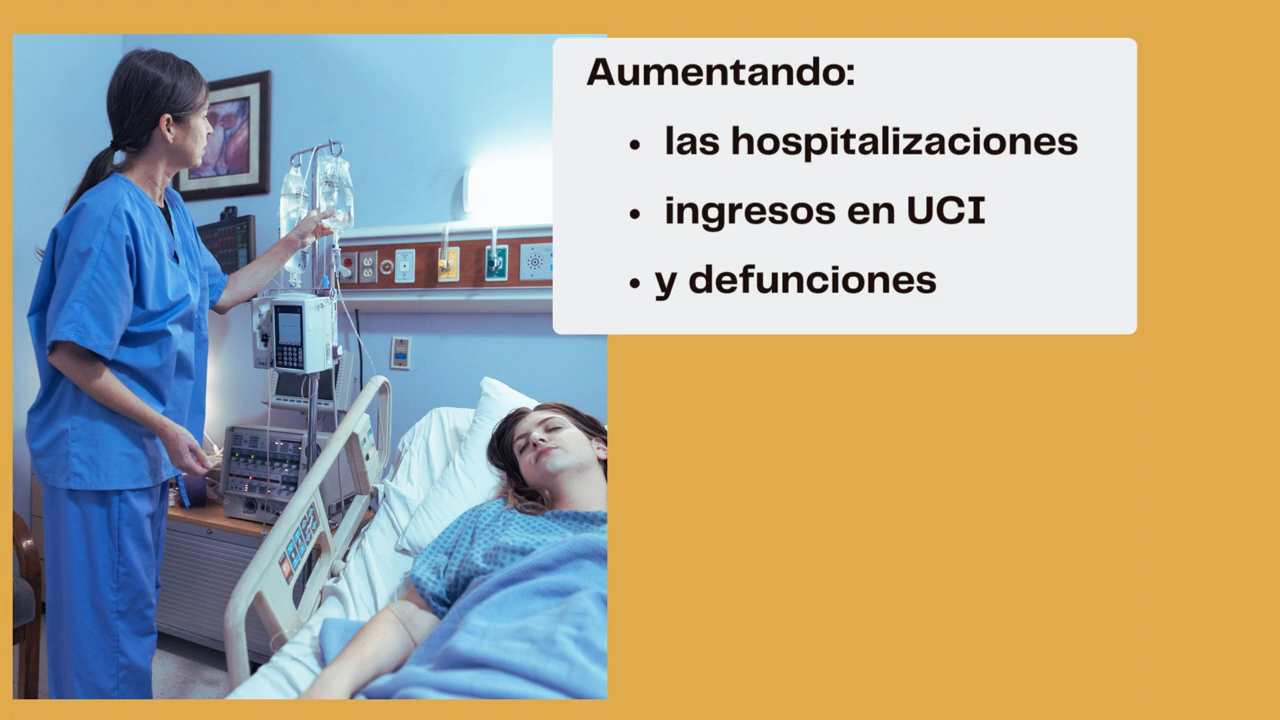 Aumentando:
• las hospitalizaciones
• ingresos en UCI
• y defunciones